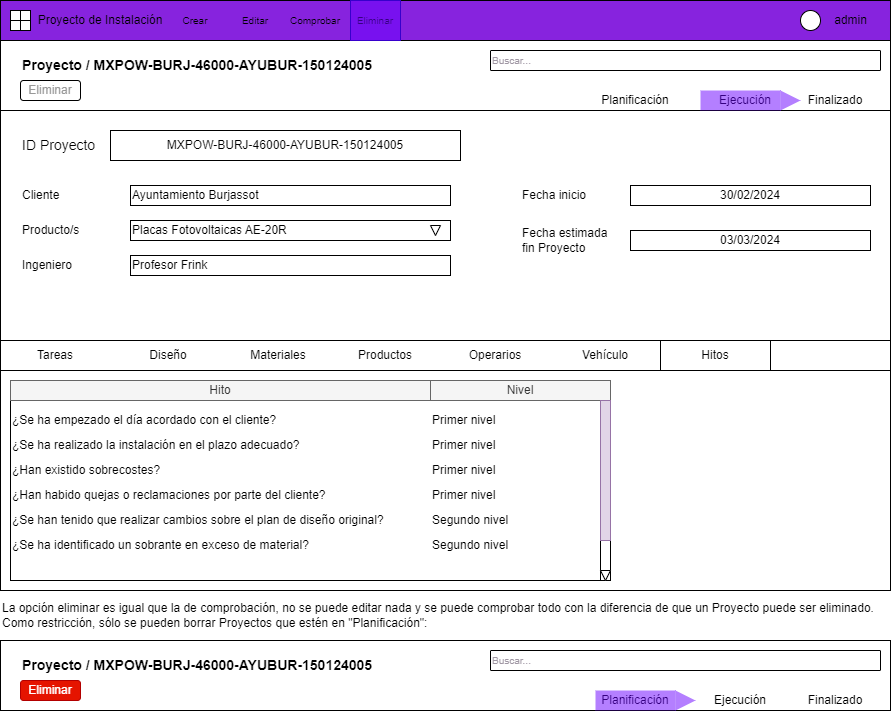 Proyecto de Instalación Crear Editar Comprobar Eliminar admin
Proyecto / MXPOW-BURJ-46000-AYUBUR-150124005
Buscar...
Eliminar
Planificación Ejecución Finalizado
ID Proyecto MXPOW-BURJ-46000-AYUBUR-150124005
Cliente Ayuntamiento Burjassot Fecha inicio 30/02/2024
Producto/s Placas Fotovoltaicas AE-20R
Fecha estimada
fin Proyecto 03/03/2024
Ingeniero Profesor Frink
Tareas Diseño Materiales Productos Operarios Vehículo Hitos
Hito Nivel
¿Se ha empezado el día acordado con el cliente? Primer nivel
¿Se ha realizado la instalación en el plazo adecuado? Primer nivel
¿Han existido sobrecostes? Primer nivel
¿Han habido quejas o reclamaciones por parte del cliente? Primer nivel
¿Se han tenido que realizar cambios sobre el plan de diseño original? Segundo nivel
¿Se ha identificado un sobrante en exceso de material? Segundo nivel
La opción eliminar es igual que la de comprobación, no se puede editar nada y se puede comprobar todo con la diferencia de que un Proyecto puede ser eliminado.
Como restricción, sólo se pueden borrar Proyectos que estén en "Planificación":
Proyecto / MXPOW-BURJ-46000-AYUBUR-150124005
Buscar...
Eliminar
Planificación Ejecución Finalizado